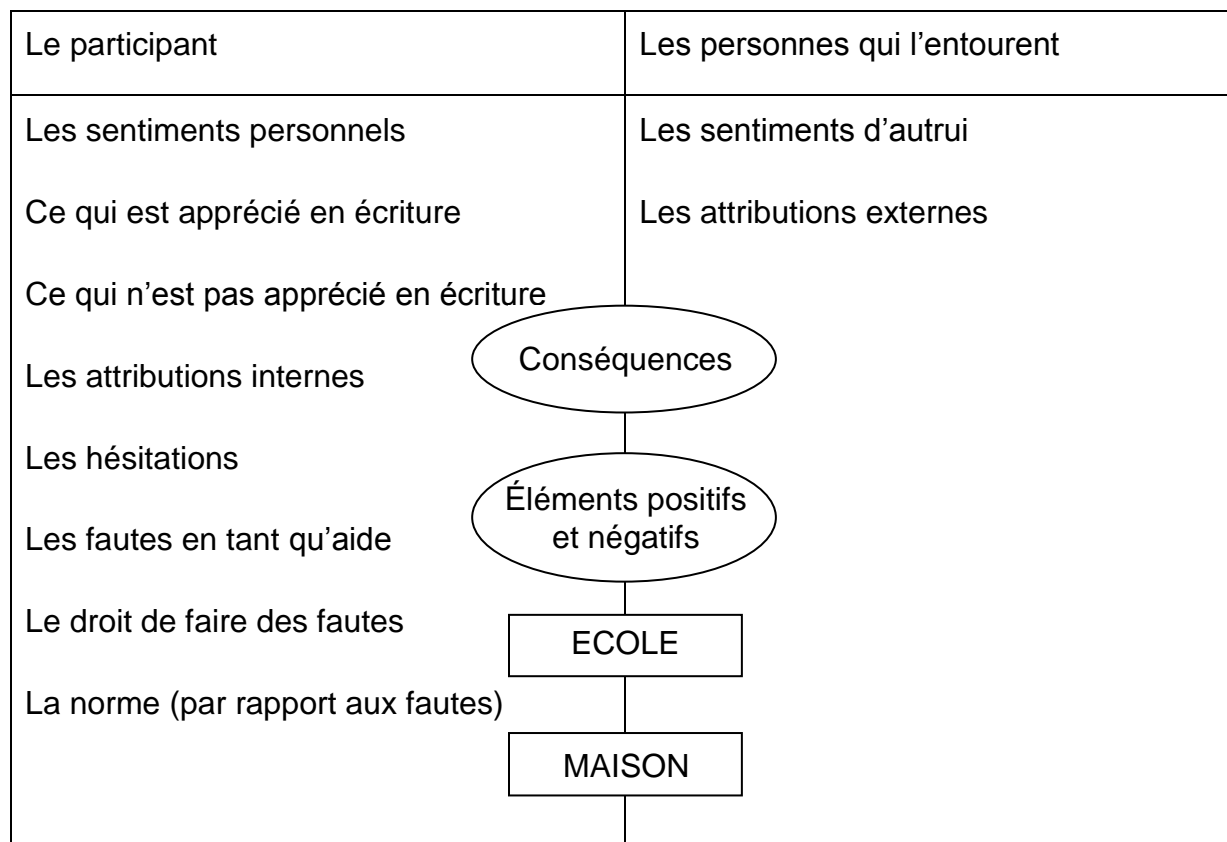 Le participant
Les personnes qui l'entourent
Les sentiments personnels
Ce qui est apprécié en écriture
Ce qui n'est pas apprécié en écriture
Les attributions internes
Les hésitations
Les fautes en tant qu'aide
Le droit de faire des fautes
La norme (par rapport aux fautes)
Les sentiments d’autrui
Les attributions externes
Conséquences
Éléments positifs
et négatifs
ECOLE
MAISON